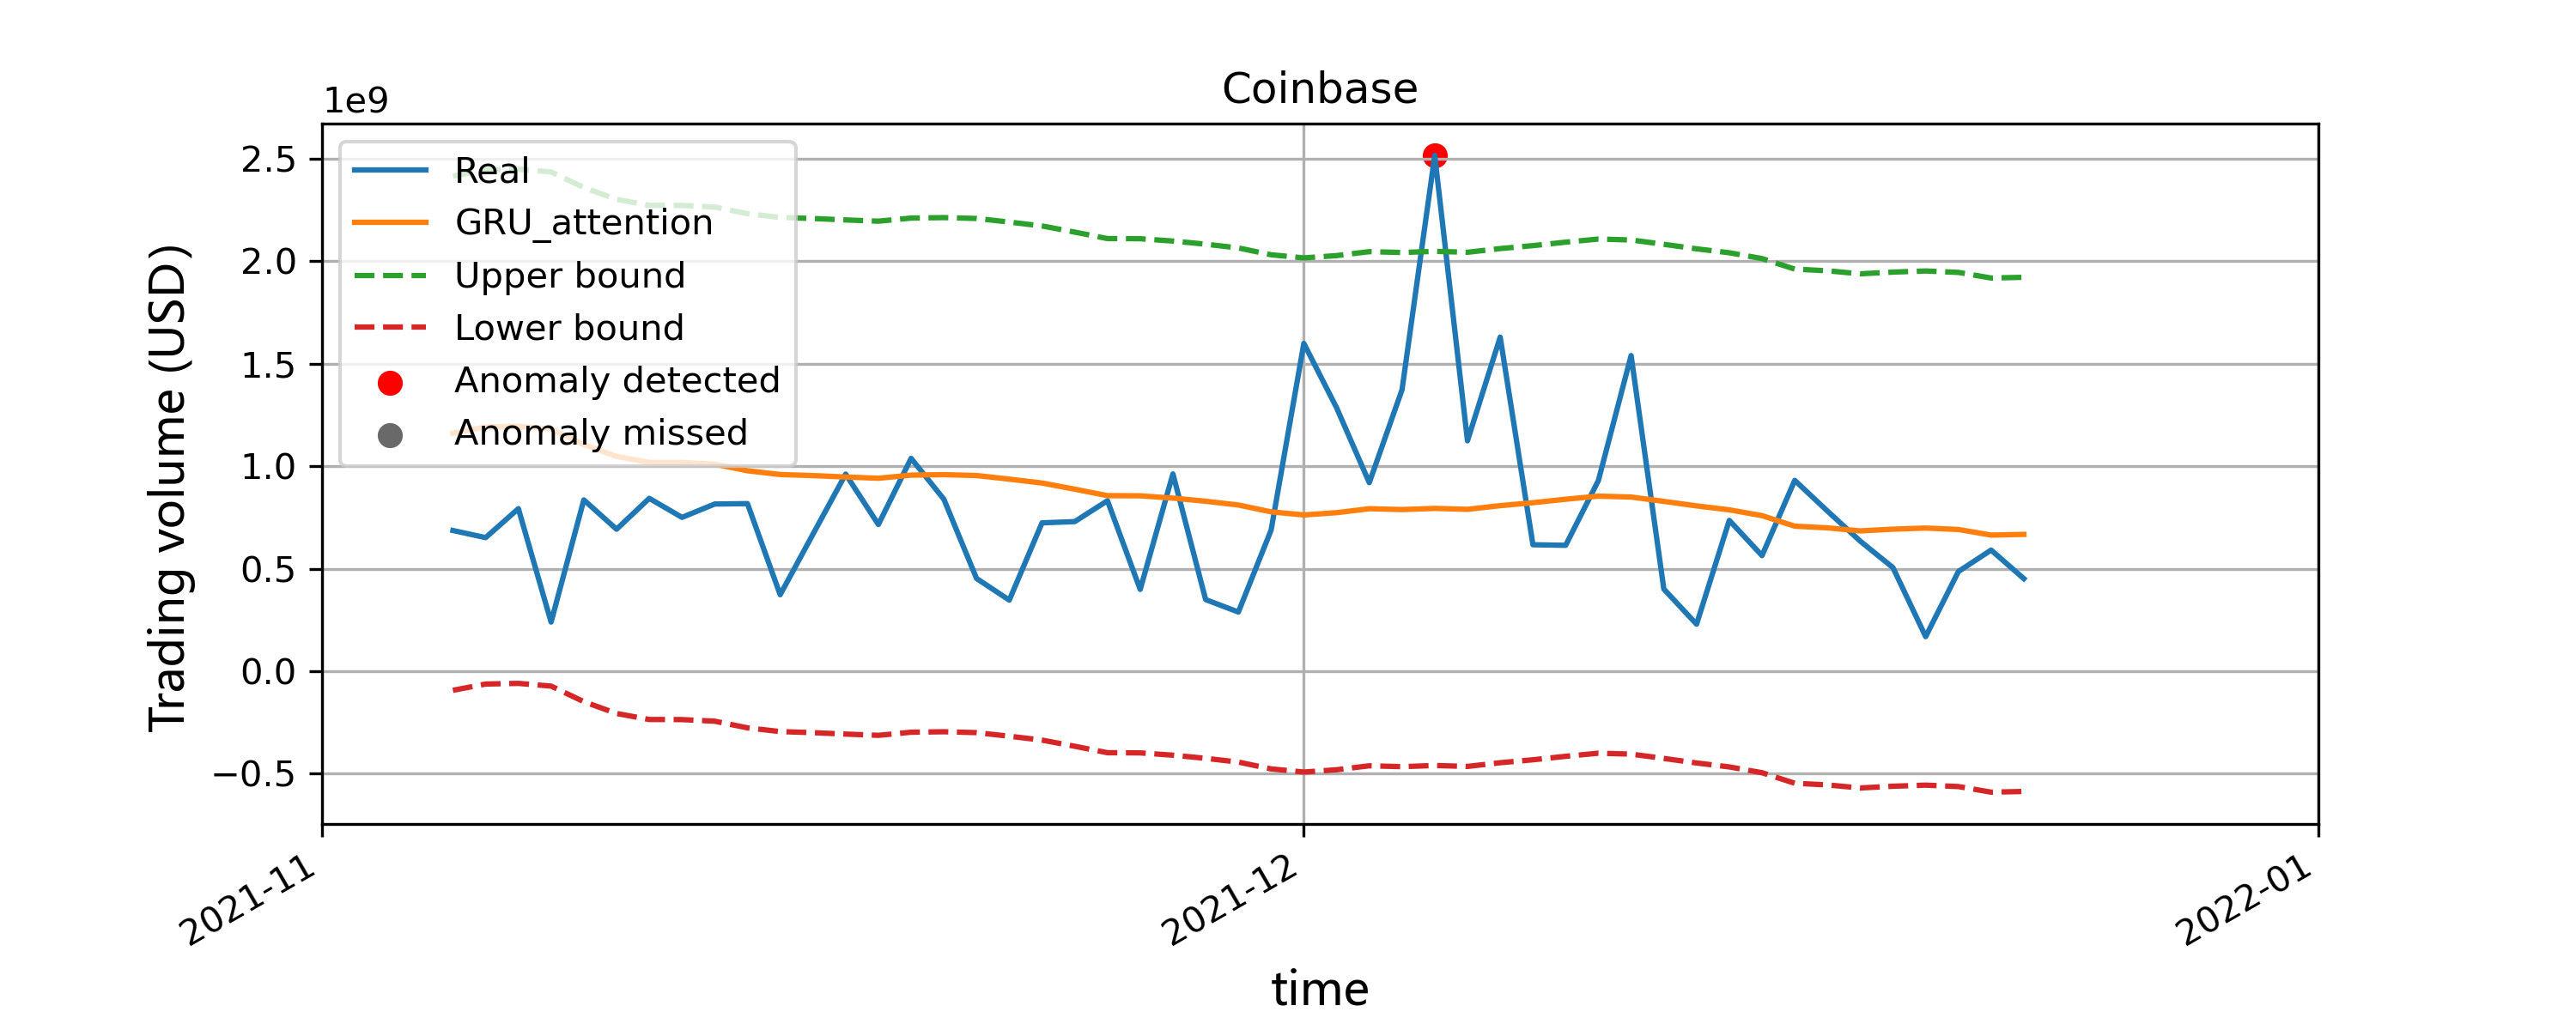 Coinbase
1e9
2.5
2.0
1.5
1.0
0.5
0.0
−0.5
Trading volume (USD)
Real
GRU_attention
Upper bound
Lower bound
Anomaly detected
Anomaly missed
2021-11
2021-12
2022-01
time